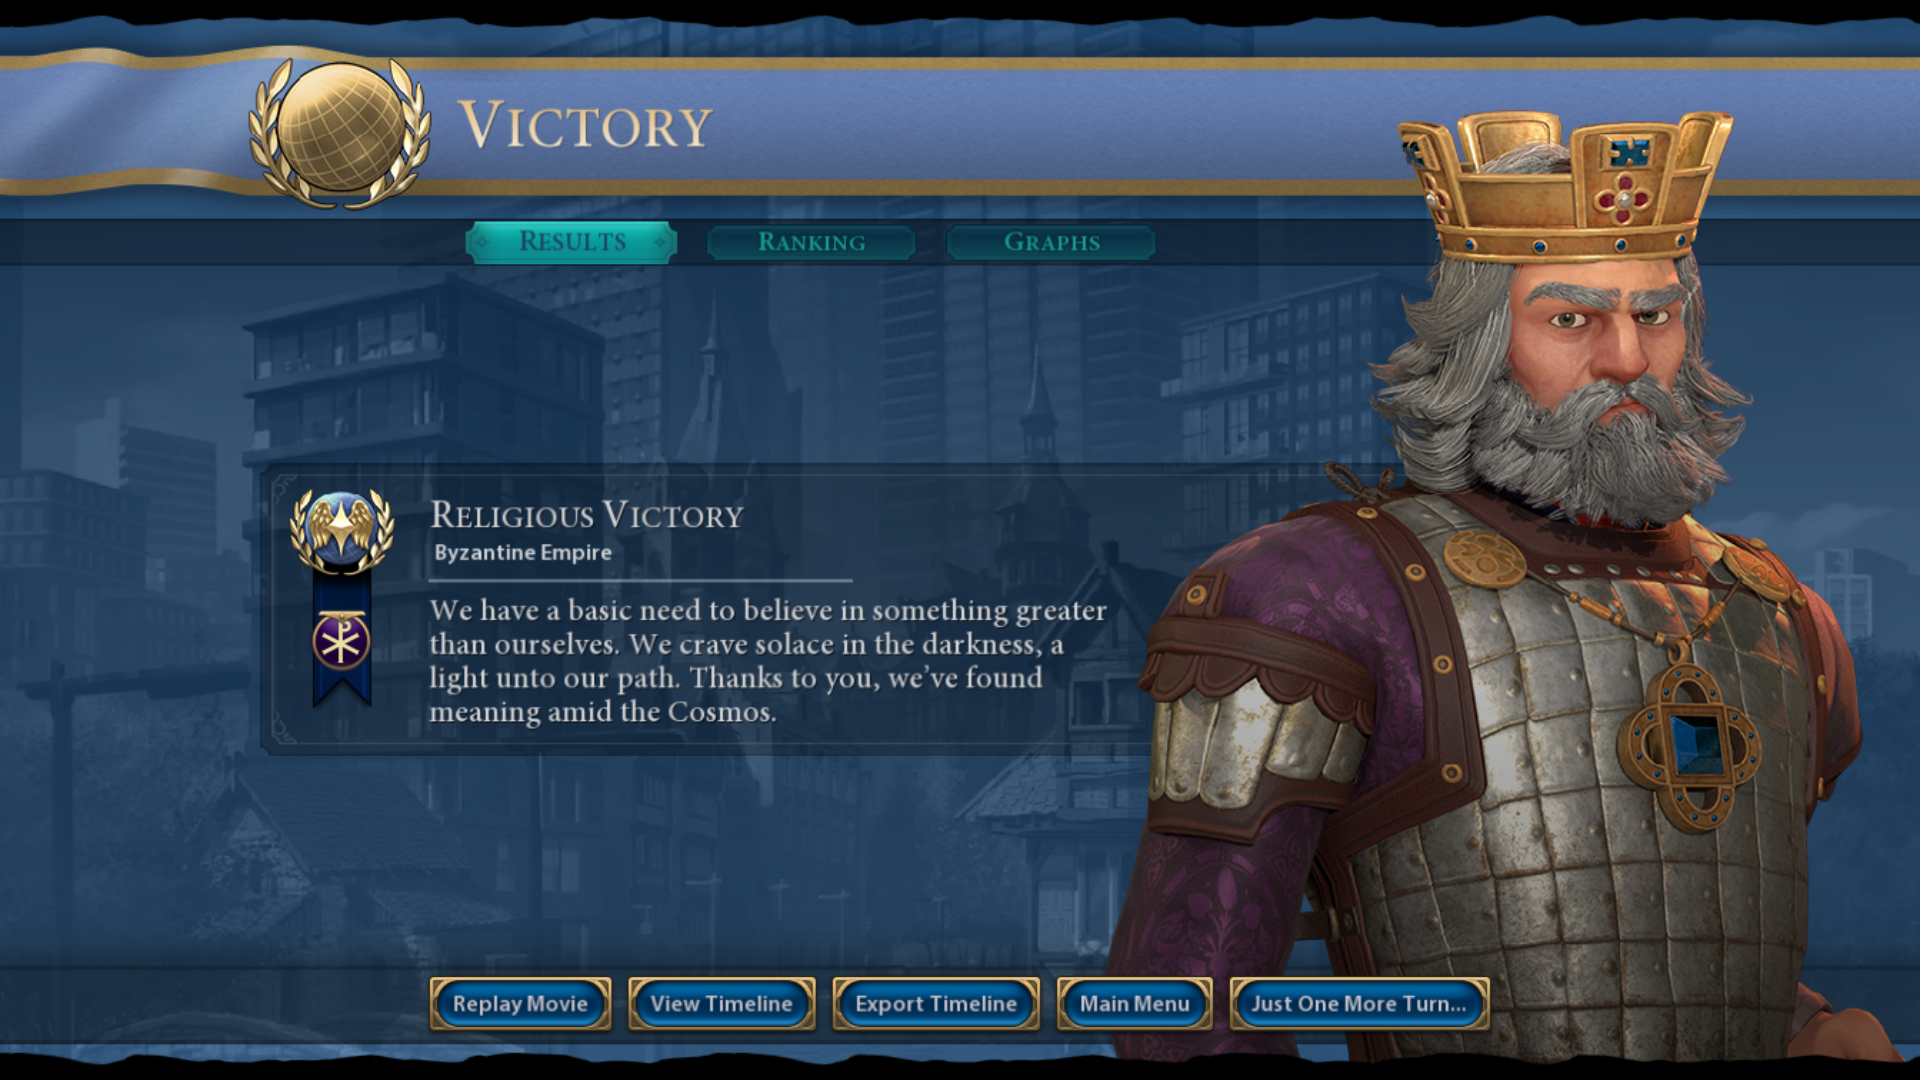 Victory
Results
Ranking
Graphs
Religious Victory
Byzantine Empire
We have a basic need to believe in something greater
than ourselves. We crave solace in the darkness, a
light unto our path. Thanks to you, we've found
meaning amid the Cosmos.
Replay Movie
View Timeline
Export Timeline
Main Menu
Just One More Turn...